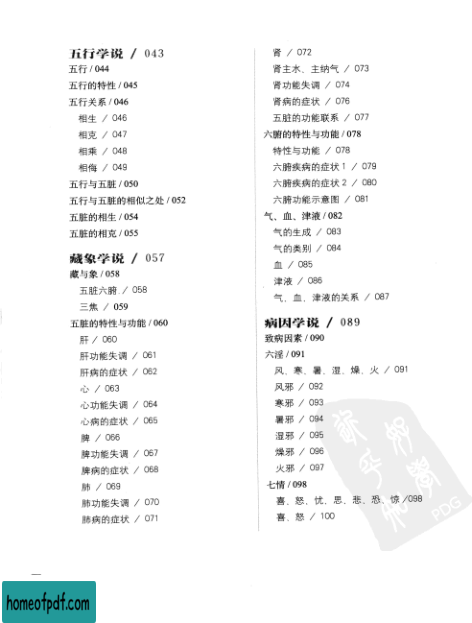 五行学说 / 043
五行 / 044
五行的特性 / 045
五行关系 / 046
相生 / 046
相克 / 047
相乘 / 048
相侮 / 049
五行与五脏 / 050
五行与五脏的相似之处 / 052
五脏的相生 / 054
五脏的相克 / 055
藏象学说 / 057
藏与象 / 058
五脏六腑 / 058
三焦 / 059
五脏的特性与功能 / 060
肝 / 060
肝功能失调 / 061
肝病的症状 / 062
心 / 063
心功能失调 / 064
心病的症状 / 065
脾 / 066
脾功能失调 / 067
脾病的症状 / 068
肺 / 069
肺功能失调 / 070
肺病的症状 / 071
肾 / 072
肾主水、主纳气 / 073
肾功能失调 / 074
肾病的症状 / 076
五脏的功能联系 / 077
六腑的特性与功能 / 078
特性与功能 / 078
六腑疾病的症状 1 / 079
六腑疾病的症状 2 / 080
六腑功能示意图 / 081
气、血、津液 / 082
气的生成 / 083
气的类别 / 084
血 / 085
津液 / 086
气、血、津液的关系 / 087
病因学说 / 089
致病因素 / 090
六淫 / 091
风、寒、暑、湿、燥、火 / 091
风邪 / 092
寒邪 / 093
暑邪 / 094
湿邪 / 095
燥邪 / 096
火邪 / 097
七情 / 098
喜、怒、忧、思、悲、恐、惊 /098
喜、怒 / 100
PDG
homeofpdf.com